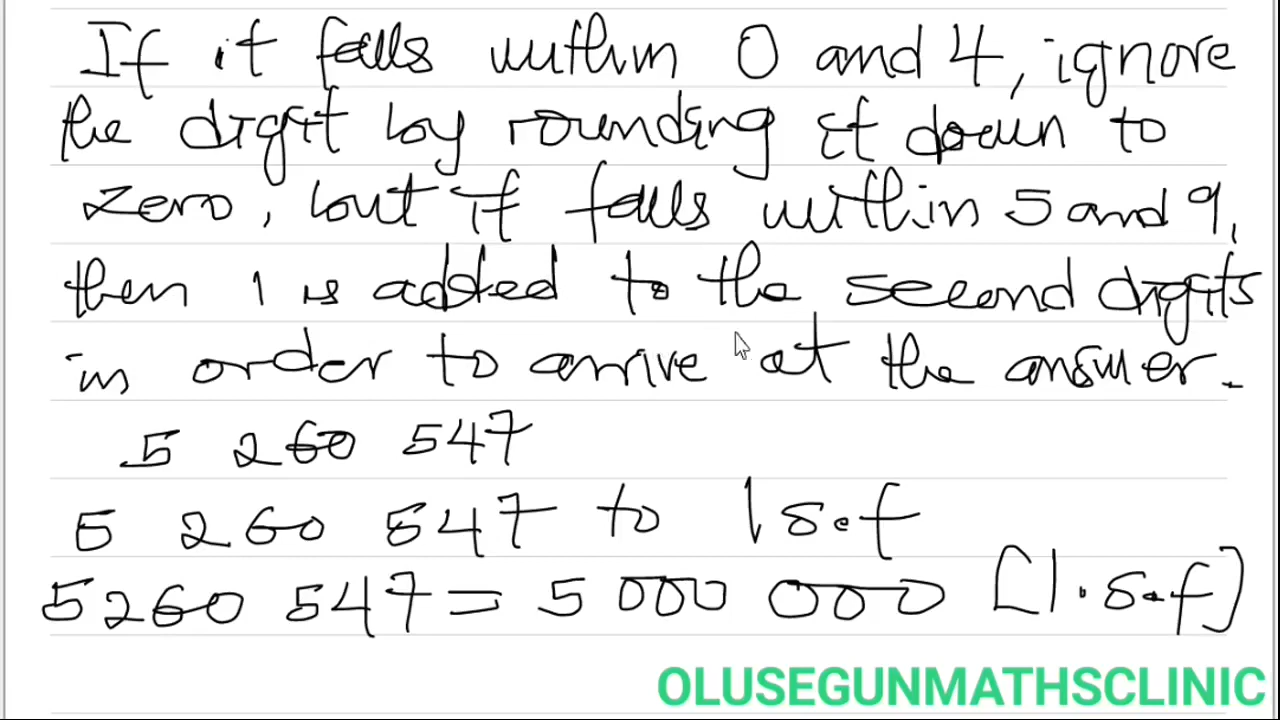 If it falls within 0 and 4, ignore
the digit by rounding it down to
zero, but if falls within 5 and 9,
then 1 is added to the second digits
in order to arrive at the answer.
5 260 547
5 260 547 to 1 s.f
5260 547 = 5 000 000 [1.s.f]
OLUSEGUNMATHSCLINIC